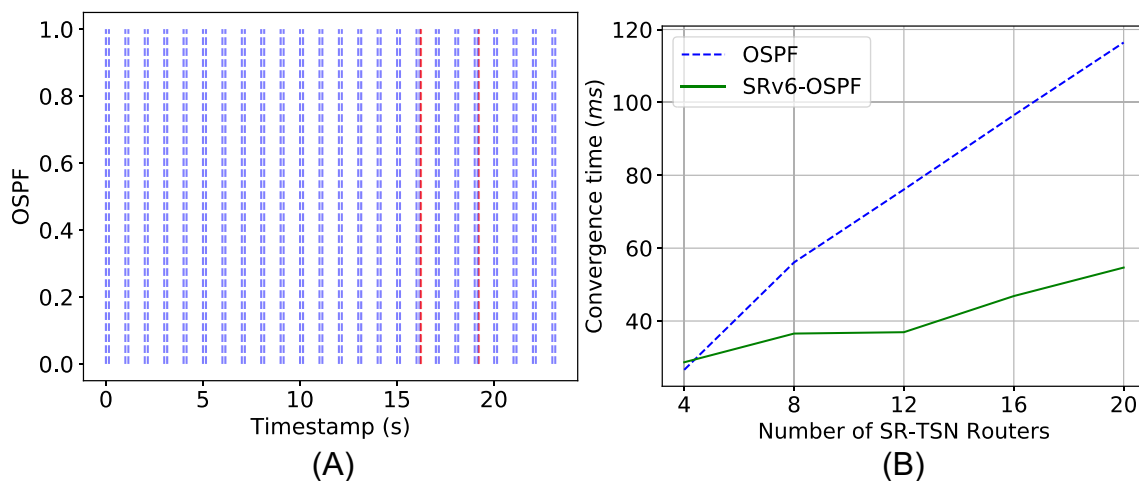 1.0
0.8
0.6
0.4
0.2
0.0
OSPF
0
5
10
15
20
Timestamp (s)
(A)
120
100
80
60
40
Convergence time (ms)
OSPF
SRv6-OSPF
4
8
12
16
20
Number of SR-TSN Routers
(B)